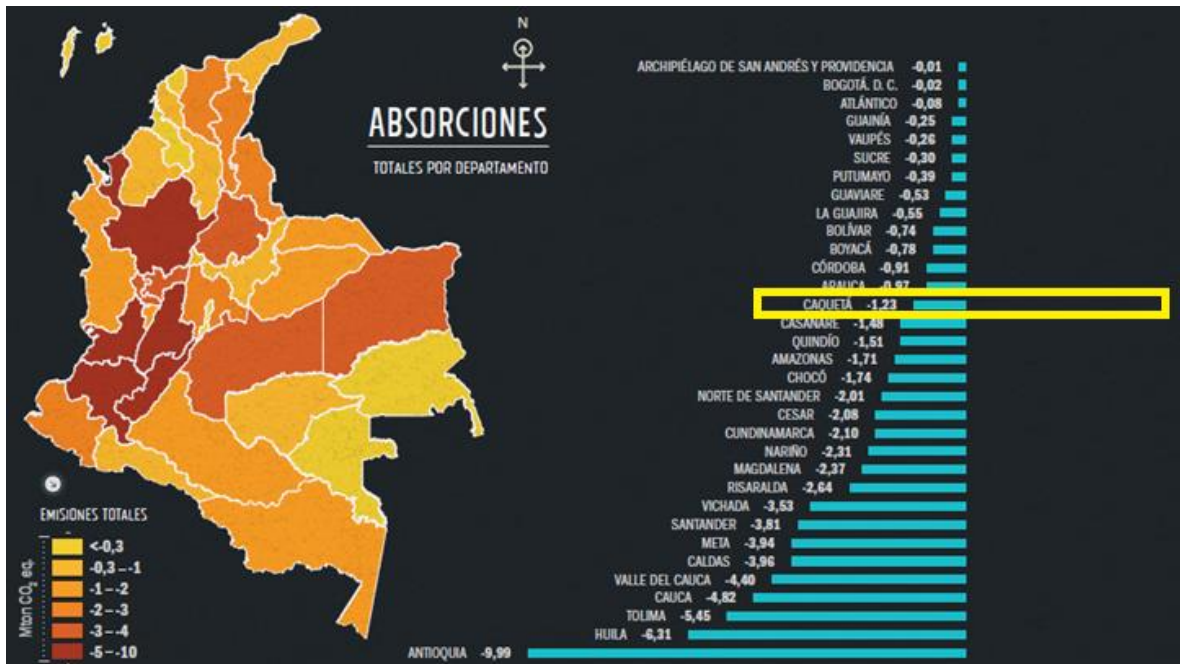 N
ABSORCIONES
TOTALES POR DEPARTAMENTO
EMISIONES TOTALES
Mton CO₂ eq.
<-0,3
-0,3--1
-1--2
-2--3
-3--4
-5--10
ARCHIPIÉLAGO DE SAN ANDRÉS Y PROVIDENCIA -0,01
BOGOTÁ. D. C. -0,02
ATLÁNTICO -0,08
GUAINÍA -0,25
VAUPÉS -0,26
SUCRE -0,30
PUTUMAYO -0,39
GUAVIARE -0,53
LA GUAJIRA -0,55
BOLÍVAR -0,74
BOYACÁ -0,78
CÓRDOBA -0,91
ARAUCA -0,97
CAQUETÁ -1,23
CASANARE -1,48
QUINDÍO -1,51
AMAZONAS -1,71
CHOCÓ -1,74
NORTE DE SANTANDER -2,01
CESAR -2,08
CUNDINAMARCA -2,10
NARIÑO -2,31
MAGDALENA -2,37
RISARALDA -2,64
VICHADA -3,53
SANTANDER -3,81
META -3,94
CALDAS -3,96
VALLE DEL CAUCA -4,40
CAUCA -4,82
TOLIMA -5,45
HUILA -6,31
ANTIOQUIA -9,99